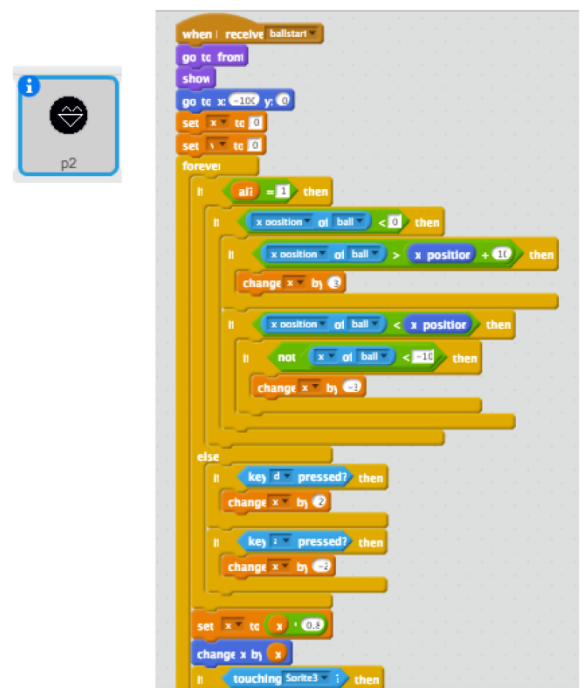 i
p2
when I receive ballstart
go to front
show
go to x: -100 y: 0
set x to 0
set to 0
forever
if = 1 then
if x position of ball < 0 then
if x position of ball > x position + 10 then
change x by
if x position of ball < x position then
if not x of ball < -10 then
change x by
else
if key d pressed? then
change x by 2
if key pressed? then
change x by -2
set x to x * 0.8
change x by x
if touching Sprite3 ? then